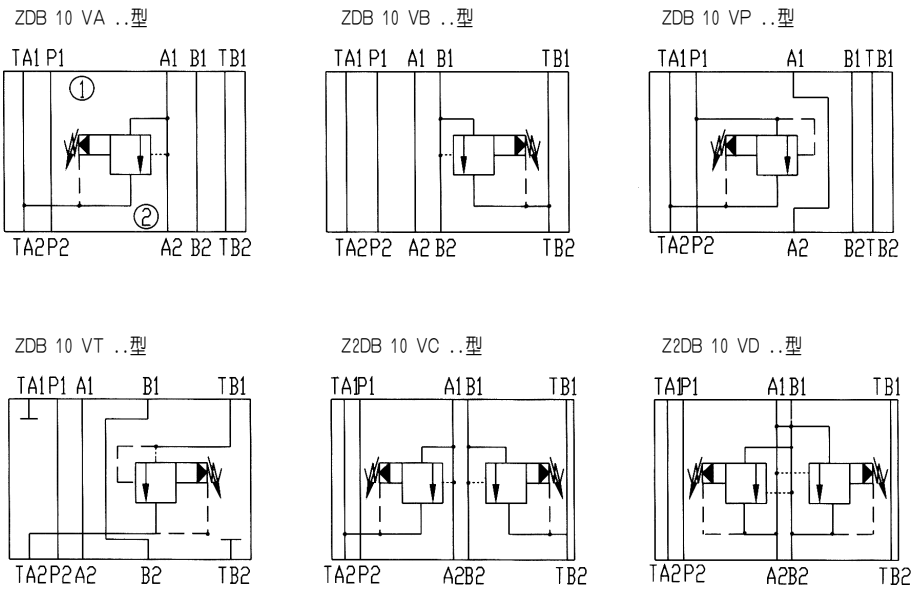 ZDB 10 VA ..型 ZDB 10 VB ..型 ZDB 10 VP ..型
TA1 P1 A1 B1 TB1 TA1 P1 A1 B1 TB1 TA1 P1 A1 B1 TB1
①
②
TA2 P2 A2 B2 TB2 TA2 P2 A2 B2 TB2 TA2 P2 A2 B2 TB2
ZDB 10 VT ..型 Z2DB 10 VC ..型 Z2DB 10 VD ..型
TA1 P1 A1 B1 TB1 TA1 P1 A1 B1 TB1 TA1 P1 A1 B1 TB1
TA2 P2 A2 B2 TB2 TA2 P2 A2 B2 TB2 TA2 P2 A2 B2 TB2